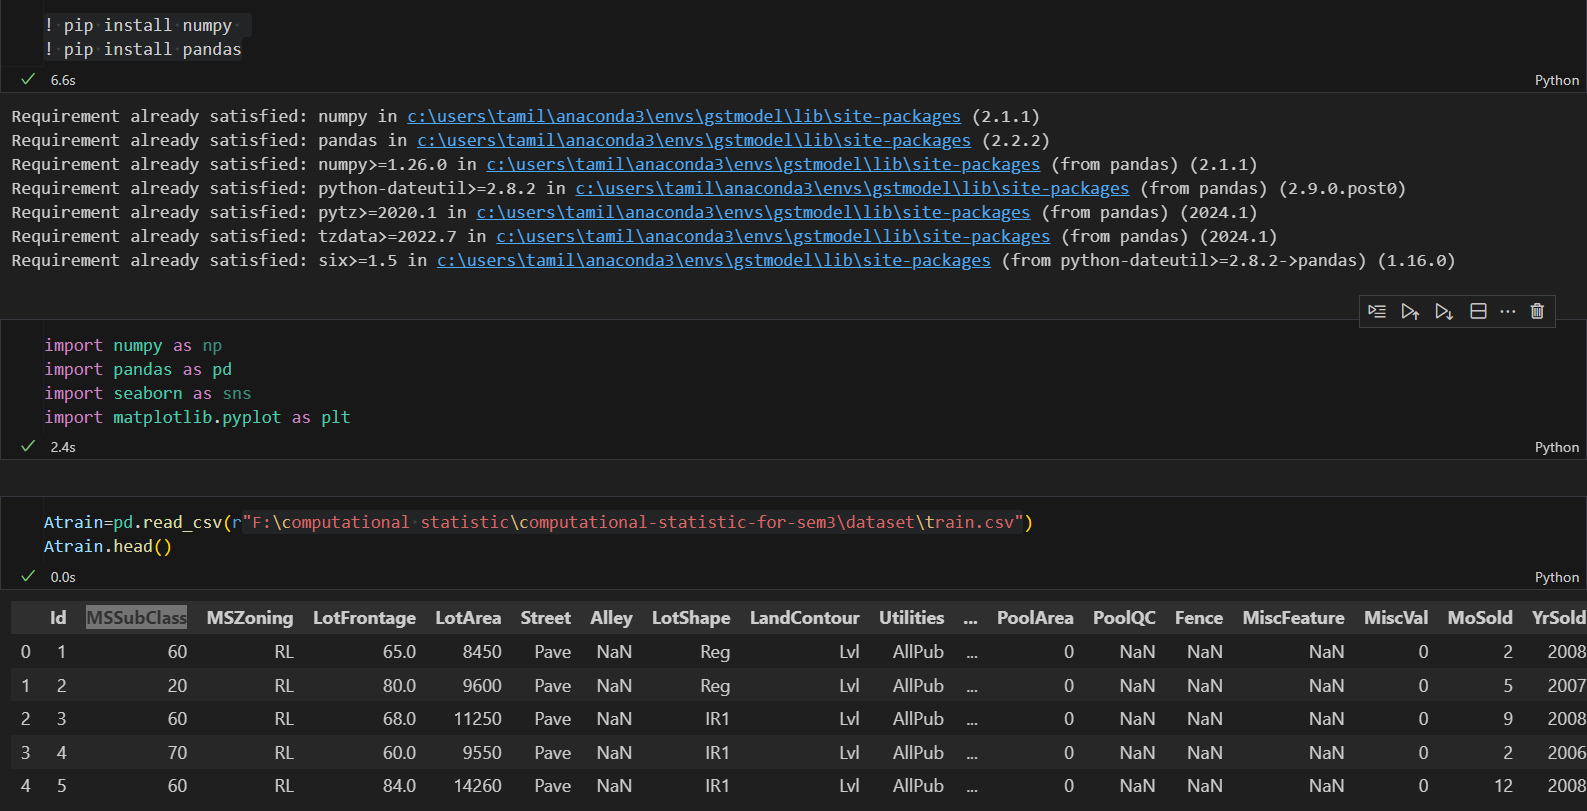 ! pip install numpy
! pip install pandas
6.6s
Python
Requirement already satisfied: numpy in c:\users\tamil\anaconda3\envs\gstmodel\lib\site-packages (2.1.1)
Requirement already satisfied: pandas in c:\users\tamil\anaconda3\envs\gstmodel\lib\site-packages (2.2.2)
Requirement already satisfied: numpy>=1.26.0 in c:\users\tamil\anaconda3\envs\gstmodel\lib\site-packages (from pandas) (2.1.1)
Requirement already satisfied: python-dateutil>=2.8.2 in c:\users\tamil\anaconda3\envs\gstmodel\lib\site-packages (from pandas) (2.9.0.post0)
Requirement already satisfied: pytz>=2020.1 in c:\users\tamil\anaconda3\envs\gstmodel\lib\site-packages (from pandas) (2024.1)
Requirement already satisfied: tzdata>=2022.7 in c:\users\tamil\anaconda3\envs\gstmodel\lib\site-packages (from pandas) (2024.1)
Requirement already satisfied: six>=1.5 in c:\users\tamil\anaconda3\envs\gstmodel\lib\site-packages (from python-dateutil>=2.8.2->pandas) (1.16.0)
import numpy as np
import pandas as pd
import seaborn as sns
import matplotlib.pyplot as plt
2.4s
Python
Atrain=pd.read_csv(r"F:\computational statistic\computational-statistic-for-sem3\dataset\train.csv")
Atrain.head()
0.0s
Python
Id MSSubClass MSZoning LotFrontage LotArea Street Alley LotShape LandContour Utilities ... PoolArea PoolQC Fence MiscFeature MiscVal MoSold YrSold
0 1 60 RL 65.0 8450 Pave NaN Reg Lvl AllPub ... 0 NaN NaN NaN 0 2 2008
1 2 20 RL 80.0 9600 Pave NaN Reg Lvl AllPub ... 0 NaN NaN NaN 0 5 2007
2 3 60 RL 68.0 11250 Pave NaN IR1 Lvl AllPub ... 0 NaN NaN NaN 0 9 2008
3 4 70 RL 60.0 9550 Pave NaN IR1 Lvl AllPub ... 0 NaN NaN NaN 0 2 2006
4 5 60 RL 84.0 14260 Pave NaN IR1 Lvl AllPub ... 0 NaN NaN NaN 0 12 2008